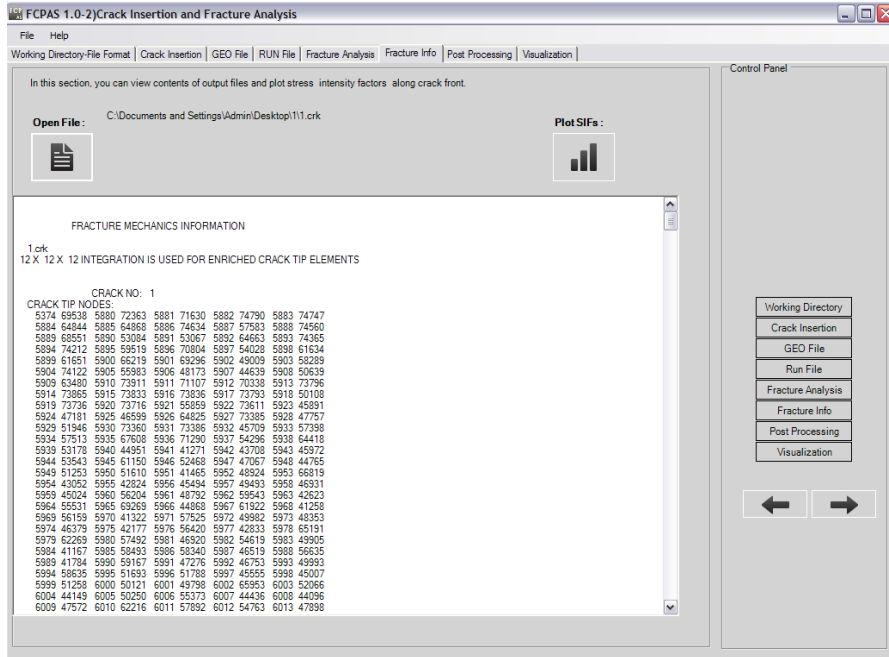 FCPAS 1.0-2)Crack Insertion and Fracture Analysis
File Help
Working Directory-File Format Crack Insertion GEO File RUN File Fracture Analysis Fracture Info Post Processing Visualization
In this section, you can view contents of output files and plot stress intensity factors along crack front.
Open File : C:\Documents and Settings\Admin\Desktop\1\1.crk
Plot SIFs :
FRACTURE MECHANICS INFORMATION
1.crk
12 X 12 X 12 INTEGRATION IS USED FOR ENRICHED CRACK TIP ELEMENTS
CRACK NO: 1
CRACK TIP NODES:
5374 69538 5880 72363 5881 71630 5882 74790 5883 74747
5884 64844 5885 64868 5886 74634 5887 57583 5888 74560
5889 68551 5890 53084 5891 53067 5892 64663 5893 74365
5894 74212 5895 59519 5896 70804 5897 54028 5898 61634
5899 61651 5900 66219 5901 69296 5902 49009 5903 58289
5904 74122 5905 55983 5906 48173 5907 44639 5908 50639
5909 63480 5910 73911 5911 71107 5912 70338 5913 73796
5914 73865 5915 73833 5916 73836 5917 73793 5918 50108
5919 73736 5920 73716 5921 55859 5922 73611 5923 45891
5924 47181 5925 46599 5926 64825 5927 73385 5928 47757
5929 51946 5930 73360 5931 73386 5932 45709 5933 57398
5934 57513 5935 67608 5936 71290 5937 54296 5938 64418
5939 53178 5940 44951 5941 41271 5942 43708 5943 45972
5944 53543 5945 61150 5946 52468 5947 47067 5948 44765
5949 51253 5950 51610 5951 41465 5952 48924 5953 66819
5954 43052 5955 42824 5956 45494 5957 49493 5958 46931
5959 45024 5960 56204 5961 48792 5962 59543 5963 42623
5964 55531 5965 69269 5966 44868 5967 61922 5968 41258
5969 56159 5970 41322 5971 57525 5972 49982 5973 48353
5974 46379 5975 42177 5976 56420 5977 42833 5978 65191
5979 62269 5980 57492 5981 46920 5982 54619 5983 49905
5984 41167 5985 58493 5986 58340 5987 46519 5988 56635
5989 41784 5990 59167 5991 47276 5992 46753 5993 49993
5994 58635 5995 51693 5996 51788 5997 45555 5998 45007
5999 51258 6000 50121 6001 49798 6002 65953 6003 52066
6004 44149 6005 50250 6006 55373 6007 44436 6008 44096
6009 47572 6010 62216 6011 57892 6012 54763 6013 47898
Control Panel
Working Directory
Crack Insertion
GEO File
Run File
Fracture Analysis
Fracture Info
Post Processing
Visualization